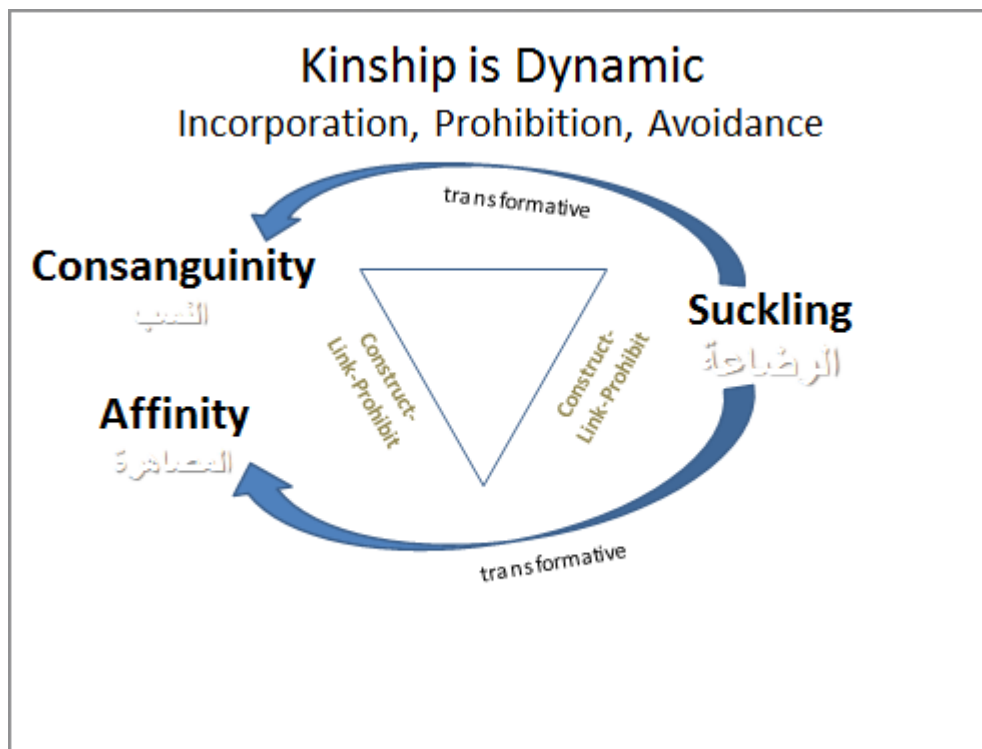 Kinship is Dynamic
Incorporation, Prohibition, Avoidance
transformative
Consanguinity
النسب
Suckling
الرضاعة
Construct-
Link-Prohibit
Construct-
Link-Prohibit
Affinity
المصاهرة
transformative